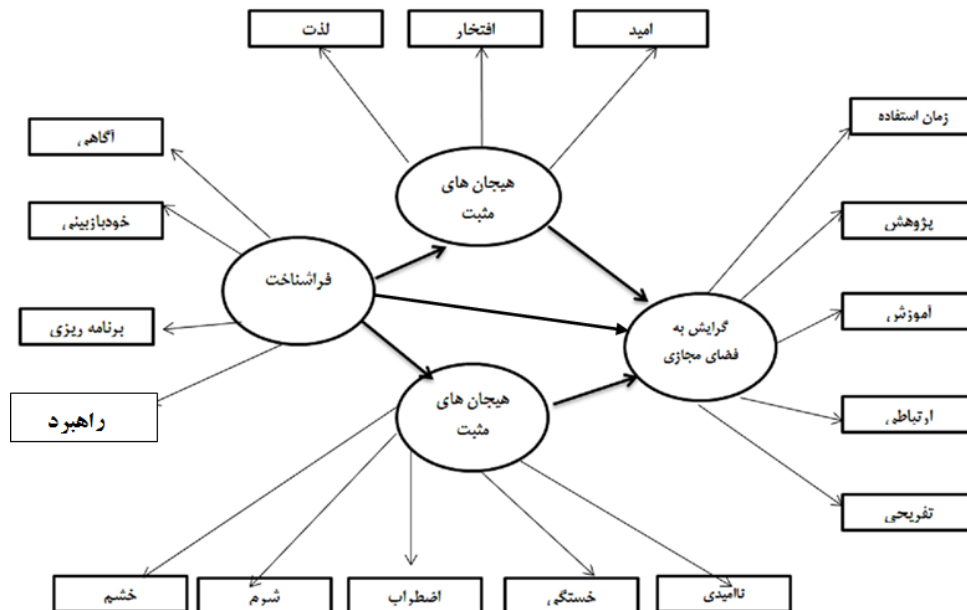 امید
افتخار
لذت
زمان استفاده
آگاهی
هیجان های
مثبت
خودبازبینی
پژوهش
فراشناخت
آموزش
برنامه ریزی
گرایش به
فضای مجازی
هیجان های
مثبت
راهبرد
ارتباطی
تفریحی
ناامیدی
خستگی
اضطراب
شرم
خشم